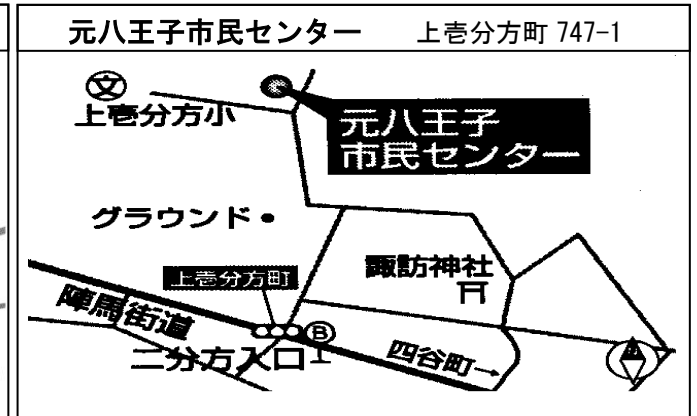 元八王子市民センター　上壱分方町 747-1
文
上壱分方小
元八王子
市民センター
グラウンド
諏訪神社
上壱分方町
陣馬街道
B
二分方入口
四谷町→